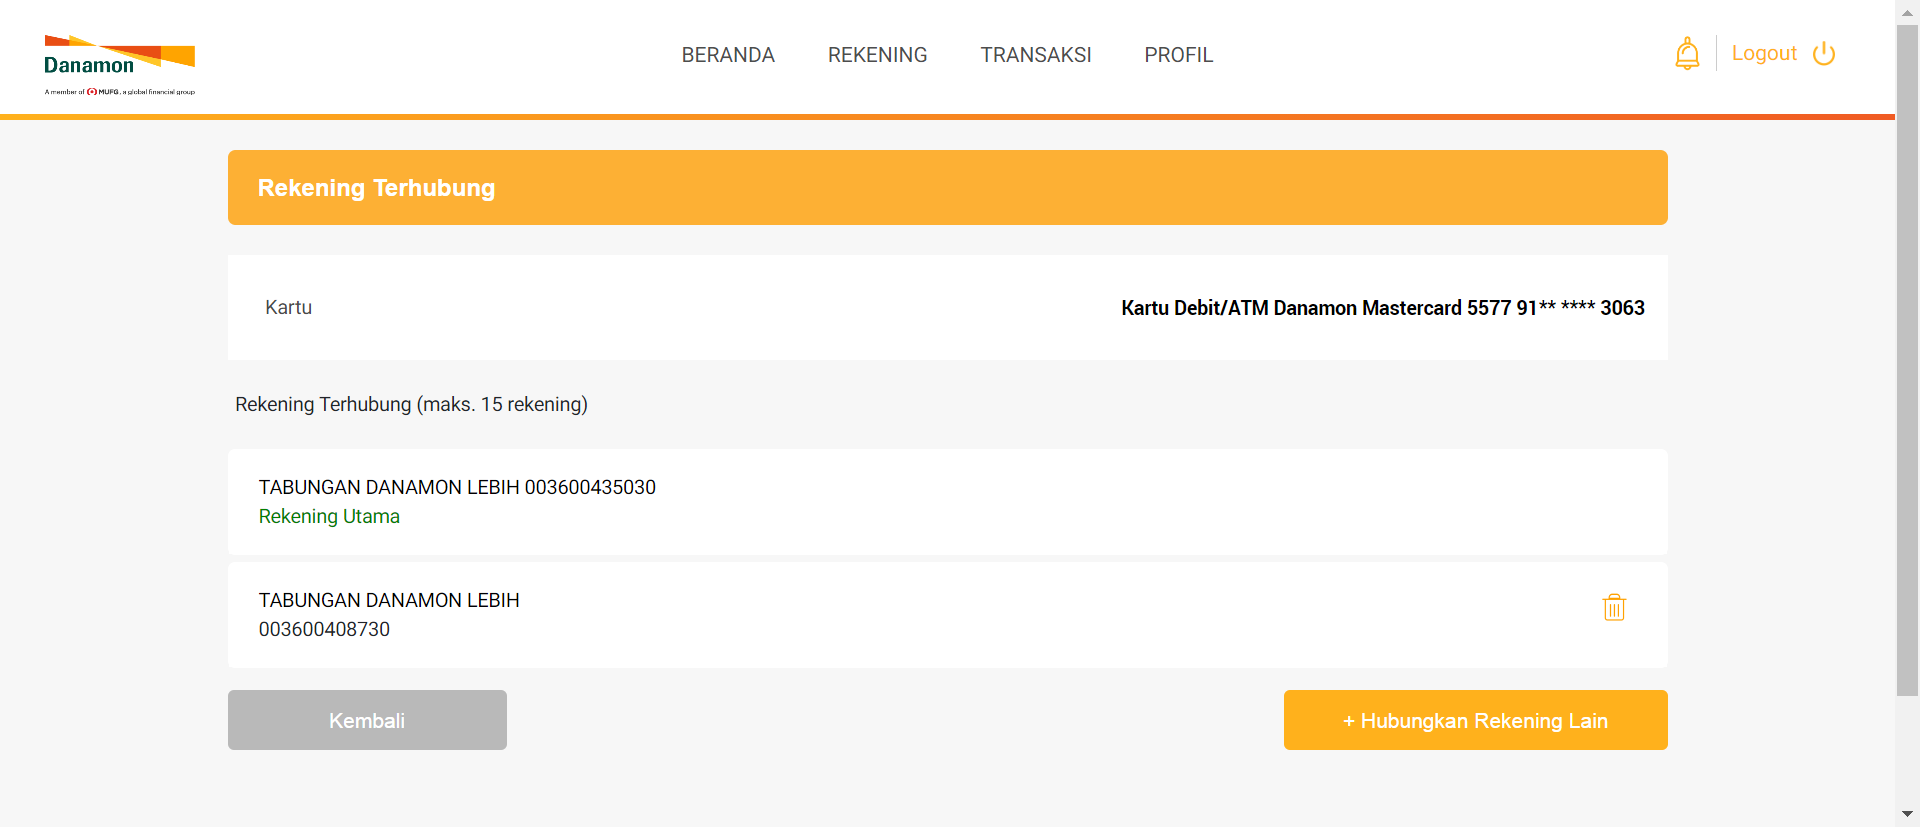 Danamon
A member of MUFG, a global financial group
BERANDA REKENING TRANSAKSI PROFIL
Logout
Rekening Terhubung
Kartu
Kartu Debit/ATM Danamon Mastercard 5577 91** **** 3063
Rekening Terhubung (maks. 15 rekening)
TABUNGAN DANAMON LEBIH 003600435030
Rekening Utama
TABUNGAN DANAMON LEBIH
003600408730
Kembali
+ Hubungkan Rekening Lain